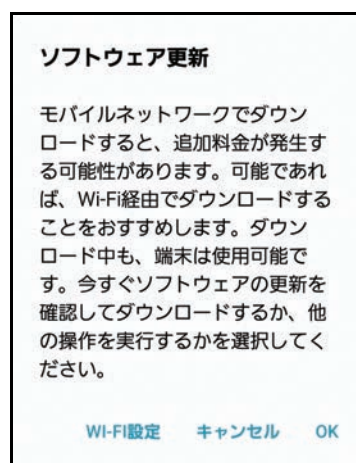 ソフトウェア更新
モバイルネットワークでダウン
ロードすると、追加料金が発生す
る可能性があります。可能であれ
ば、Wi-Fi経由でダウンロードする
ことをおすすめします。ダウン
ロード中も、端末は使用可能で
す。今すぐソフトウェアの更新を
確認してダウンロードするか、他
の操作を実行するかを選択してく
ださい。
WI-FI設定 キャンセル OK